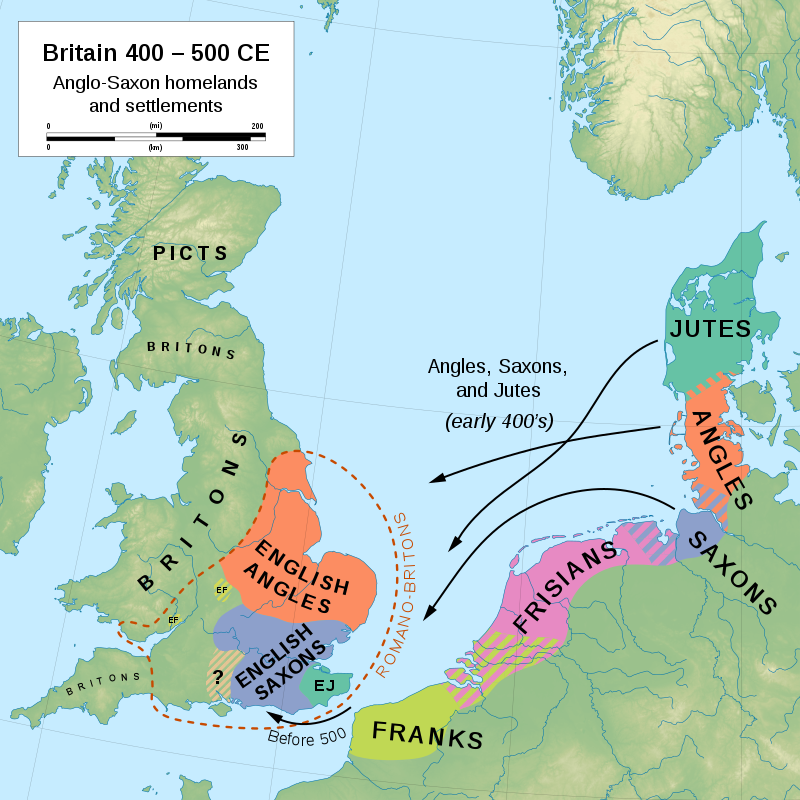 Britain 400 – 500 CE
Anglo-Saxon homelands
and settlements
0 (mi) 200
0 (km) 300
PICTS
BRITONS
JUTES
Angles, Saxons,
and Jutes
(early 400's)
ANGLES
BRITONS
ENGLISH
ANGLES
ROMANO-BRITONS
SAXONS
FRISIANS
EF
EF
ENGLISH
SAXONS
?
EJ
BRITONS
Before 500
FRANKS